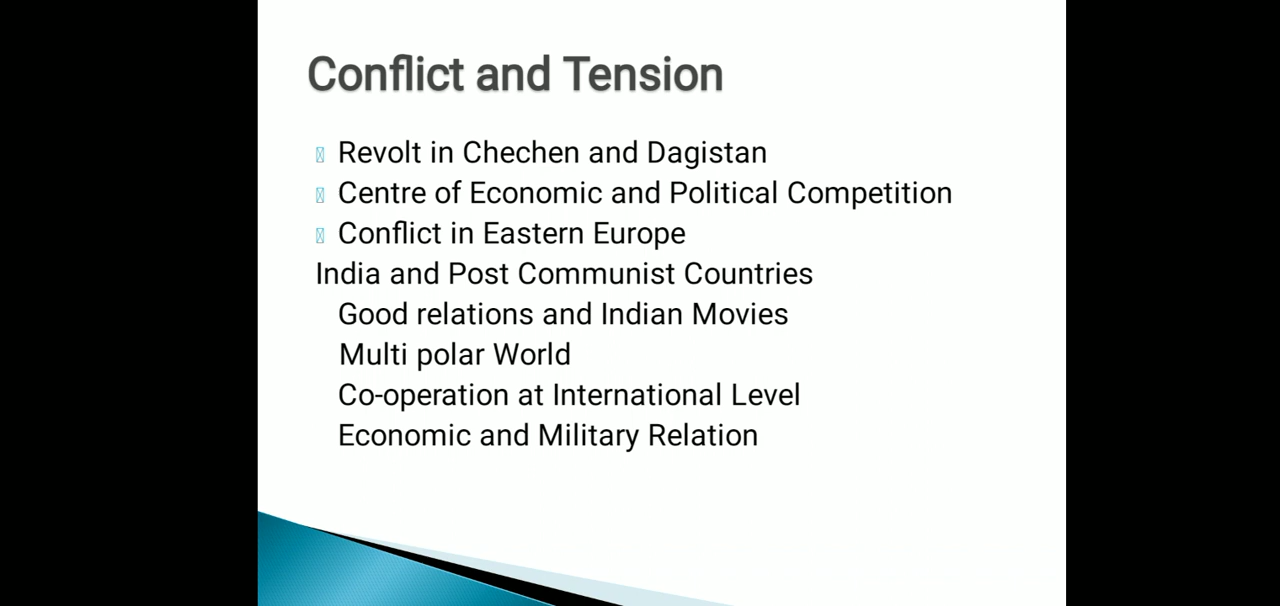 Conflict and Tension
Revolt in Chechen and Dagistan
Centre of Economic and Political Competition
Conflict in Eastern Europe
India and Post Communist Countries
Good relations and Indian Movies
Multi polar World
Co-operation at International Level
Economic and Military Relation